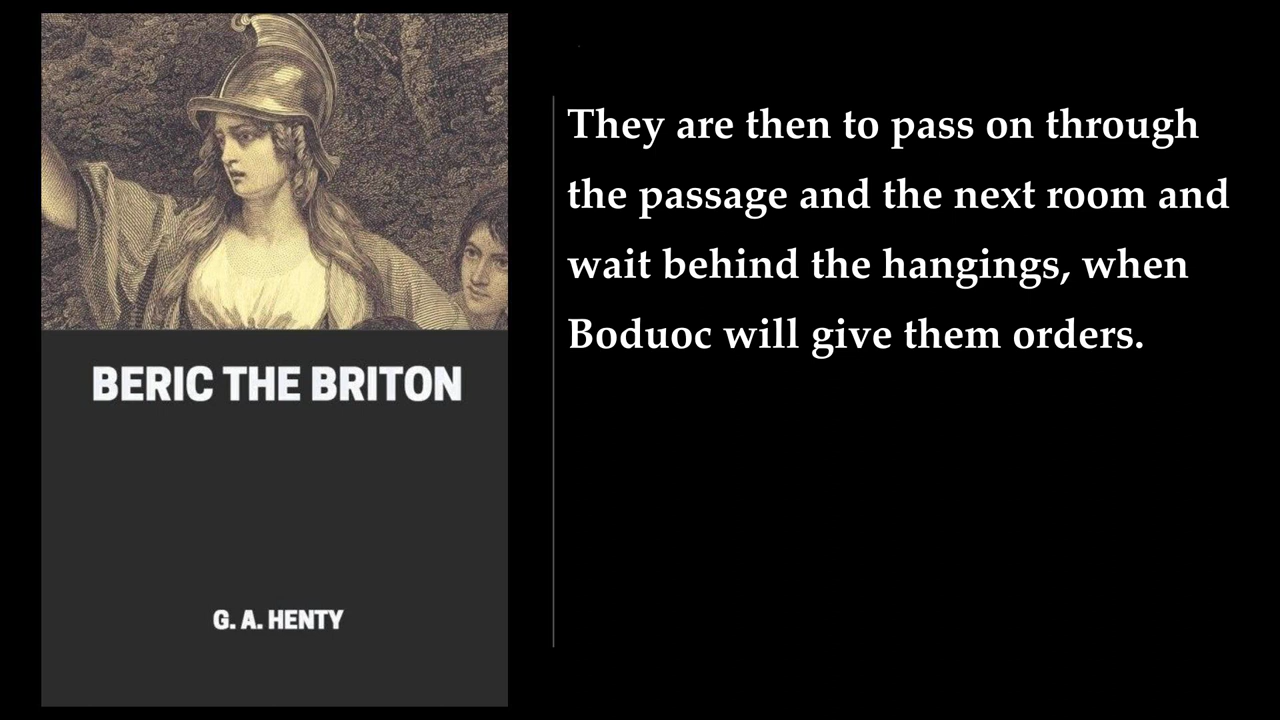 BERIC THE BRITON
G. A. HENTY
They are then to pass on through
the passage and the next room and
wait behind the hangings, when
Boduoc will give them orders.